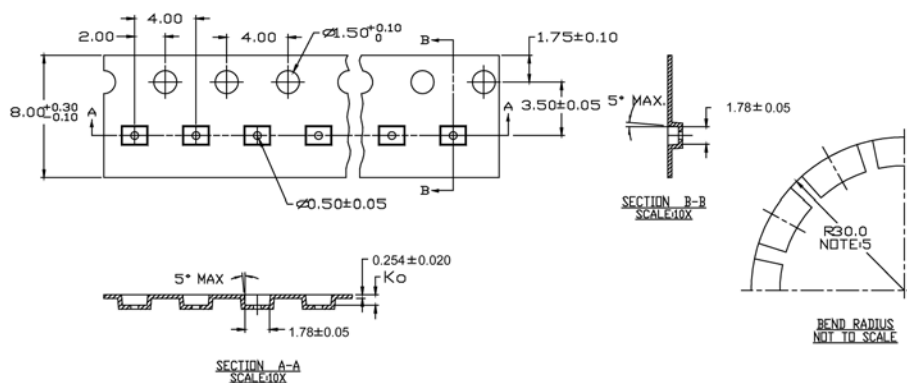 4.00
2.00
4.00
Ø1.50+0.10 0
B
1.75±0.10
8.00+0.30 -0.10
A
A
3.50±0.05
5° MAX.
1.78±0.05
B
Ø0.50±0.05
SECTION B-B
SCALE:10X
R30.0
NOTE:5
5° MAX
0.254±0.020
Ko
1.78±0.05
BEND RADIUS
NOT TO SCALE
SECTION A-A
SCALE:10X